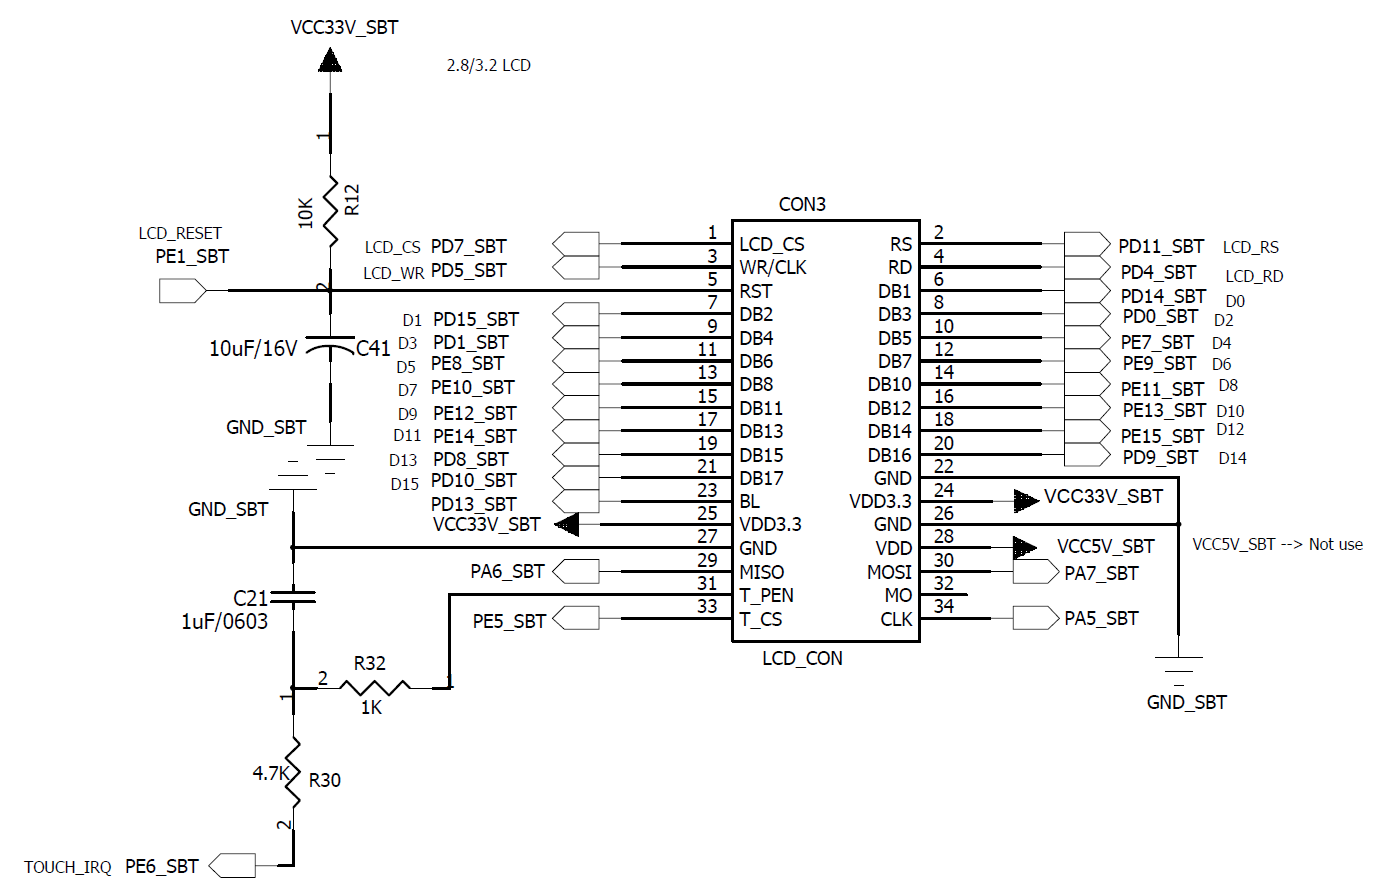 VCC33V_SBT
2.8/3.2 LCD
1
10K
R12
2
LCD_RESET
PE1_SBT
10uF/16V
C41
GND_SBT
CON3
LCD_CS PD7_SBT 1 LCD_CS RS 2 PD11_SBT LCD_RS
LCD_WR PD5_SBT 3 WR/CLK RD 4 PD4_SBT LCD_RD
5 RST DB1 6 PD14_SBT D0
D1 PD15_SBT 7 DB2 DB3 8 PD0_SBT D2
D3 PD1_SBT 9 DB4 DB5 10 PE7_SBT D4
D5 PE8_SBT 11 DB6 DB7 12 PE9_SBT D6
D7 PE10_SBT 13 DB8 DB10 14 PE11_SBT D8
D9 PE12_SBT 15 DB11 DB12 16 PE13_SBT D10
D11 PE14_SBT 17 DB13 DB14 18 PE15_SBT D12
D13 PD8_SBT 19 DB15 DB16 20 PD9_SBT D14
D15 PD10_SBT 21 DB17 GND 22
PD13_SBT 23 BL VDD3.3 24 VCC33V_SBT
VCC33V_SBT 25 VDD3.3 GND 26
27 GND VDD 28 VCC5V_SBT VCC5V_SBT --> Not use
PA6_SBT 29 MISO MOSI 30 PA7_SBT
31 T_PEN MO 32
PE5_SBT 33 T_CS CLK 34 PA5_SBT
LCD_CON
GND_SBT
GND_SBT
C21
1uF/0603
R32
2
1
1K
1
4.7K
R30
2
TOUCH_IRQ PE6_SBT